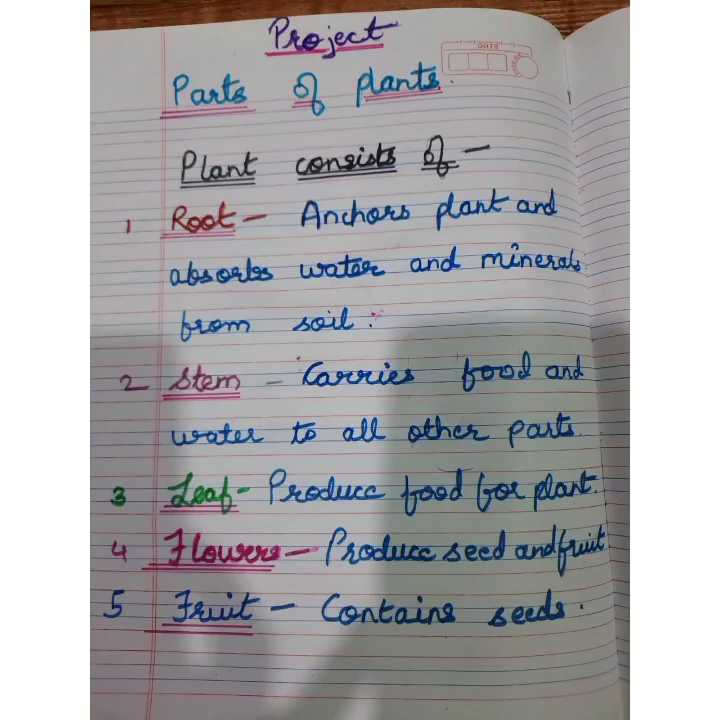 Project
DATE
Parts of plants.
Plant consists of -
1 Root - Anchors plant and
absorbs water and minerals
from soil.
2 Stem - Carries food and
water to all other parts.
3 Leaf - Produce food for plant.
4 Flowers - Produce seed and fruit
5 Fruit - Contains seeds.